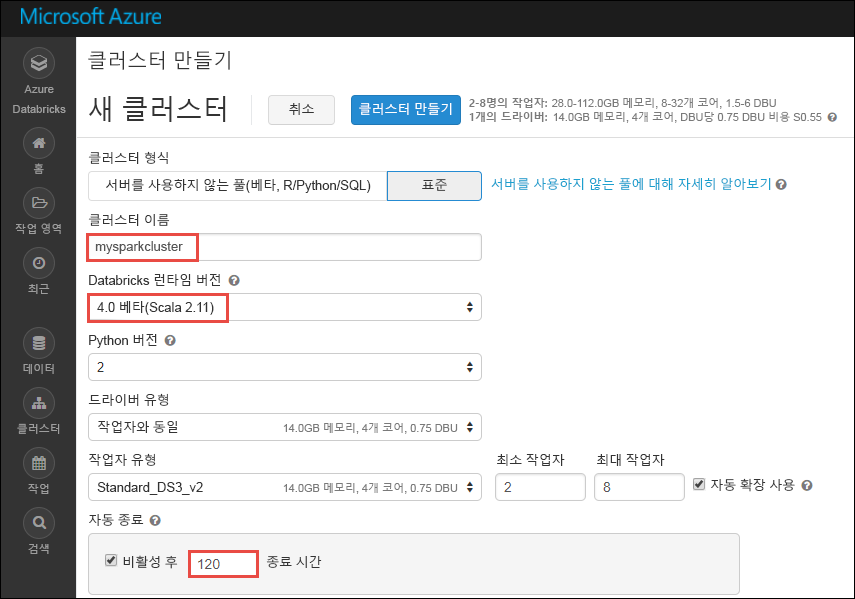 Microsoft Azure
Azure
Databricks
홈
작업 영역
최근
데이터
클러스터
작업
검색
클러스터 만들기
새 클러스터
취소
클러스터 만들기
2-8명의 작업자: 28.0-112.0GB 메모리, 8-32개 코어, 1.5-6 DBU
1개의 드라이버: 14.0GB 메모리, 4개 코어, DBU당 0.75 DBU 비용 S0.55 ?
클러스터 형식
서버를 사용하지 않는 풀(베타, R/Python/SQL) 표준 서버를 사용하지 않는 풀에 대해 자세히 알아보기 ?
클러스터 이름
mysparkcluster
Databricks 런타임 버전 ?
4.0 베타(Scala 2.11)
Python 버전 ?
2
드라이버 유형
작업자와 동일 14.0GB 메모리, 4개 코어, 0.75 DBU
작업자 유형 최소 작업자 최대 작업자
Standard_DS3_v2 14.0GB 메모리, 4개 코어, 0.75 DBU 2 8 자동 확장 사용 ?
자동 종료 ?
비활성 후 120 종료 시간